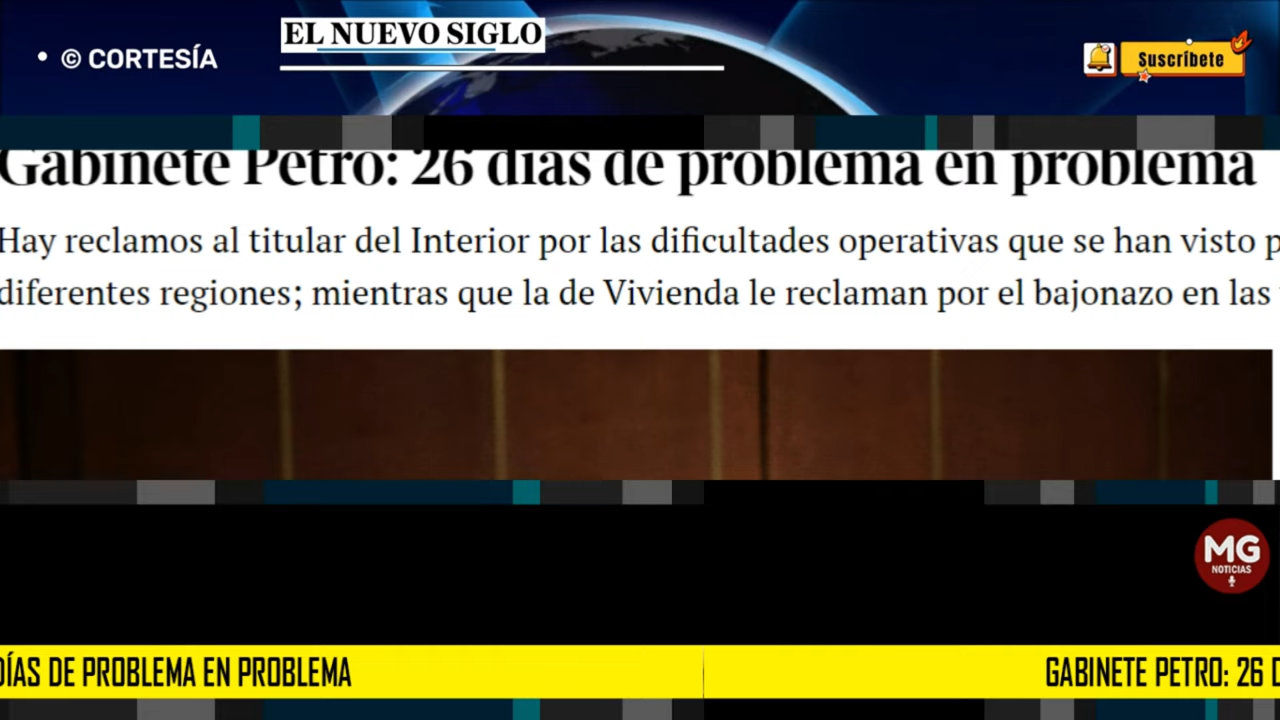 EL NUEVO SIGLO
• © CORTESÍA
Suscríbete
Gabinete Petro: 26 días de problema en problema
Hay reclamos al titular del Interior por las dificultades operativas que se han visto
diferentes regiones; mientras que la de Vivienda le reclaman por el bajonazo en las
MG
NOTICIAS
DÍAS DE PROBLEMA EN PROBLEMA
GABINETE PETRO: 26